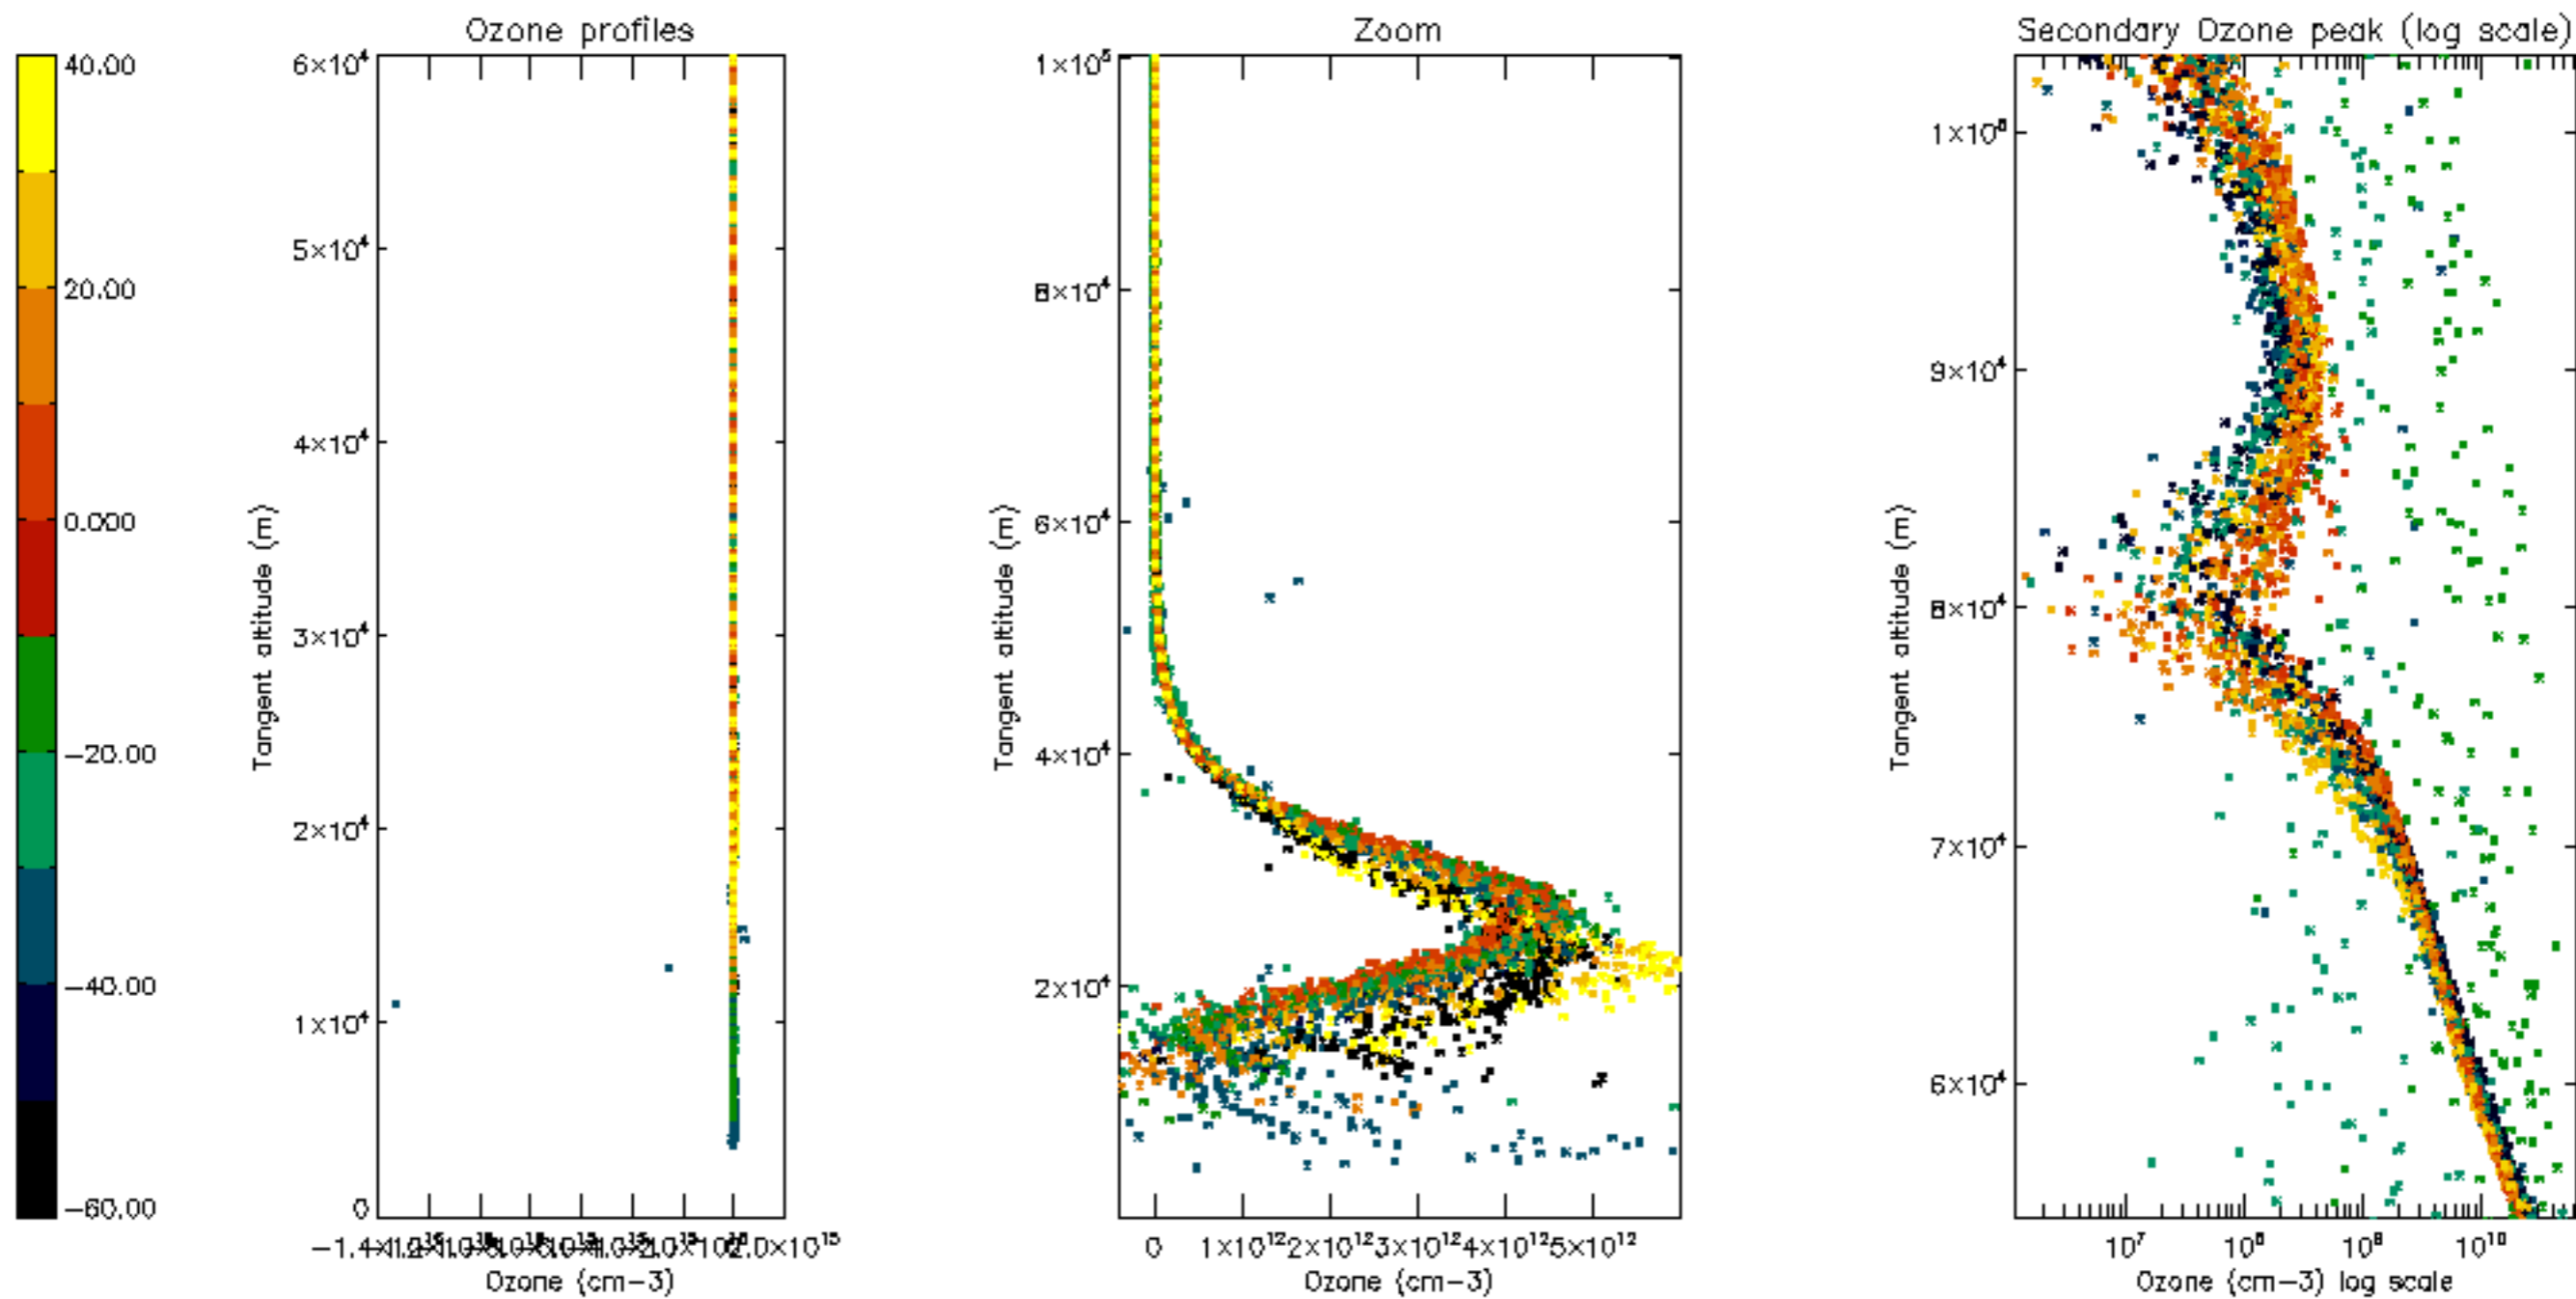 Ozone profiles
Zoom
Secondary Ozone peak (log scale)
40.00
20.00
0.000
-20.00
-40.00
-60.00
6×10⁴
5×10⁴
4×10⁴
3×10⁴
2×10⁴
1×10⁴
0
Tangent altitude (m)
2.0×10¹⁵
Ozone (cm-3)
1×10⁵
8×10⁴
6×10⁴
4×10⁴
2×10⁴
Tangent altitude (m)
0 1×10¹² 2×10¹² 3×10¹² 4×10¹² 5×10¹²
Ozone (cm-3)
9×10⁴
8×10⁴
7×10⁴
6×10⁴
Tangent altitude (m)
10⁷ 10⁸ 10⁹ 10¹⁰
Ozone (cm-3) log scale